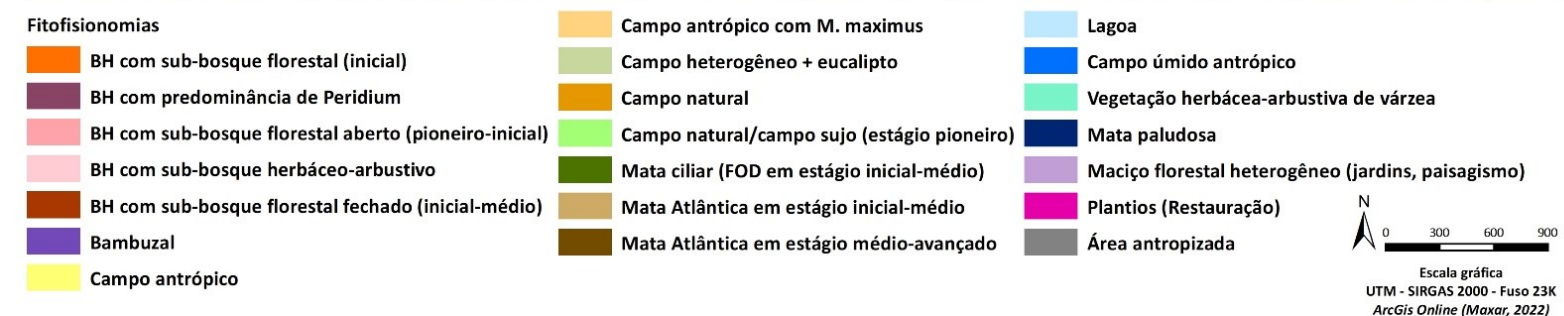 Fitofisionomias
BH com sub-bosque florestal (inicial)
BH com predominância de Peridium
BH com sub-bosque florestal aberto (pioneiro-inicial)
BH com sub-bosque herbáceo-arbustivo
BH com sub-bosque florestal fechado (inicial-médio)
Bambuzal
Campo antrópico
Campo antrópico com M. maximus
Campo heterogêneo + eucalipto
Campo natural
Campo natural/campo sujo (estágio pioneiro)
Mata ciliar (FOD em estágio inicial-médio)
Mata Atlântica em estágio inicial-médio
Mata Atlântica em estágio médio-avançado
Lagoa
Campo úmido antrópico
Vegetação herbácea-arbustiva de várzea
Mata paludosa
Maciço florestal heterogêneo (jardins, paisagismo)
Plantios (Restauração)
Área antropizada
N
0 300 600 900
Escala gráfica
UTM - SIRGAS 2000 - Fuso 23K
ArcGis Online (Maxar, 2022)